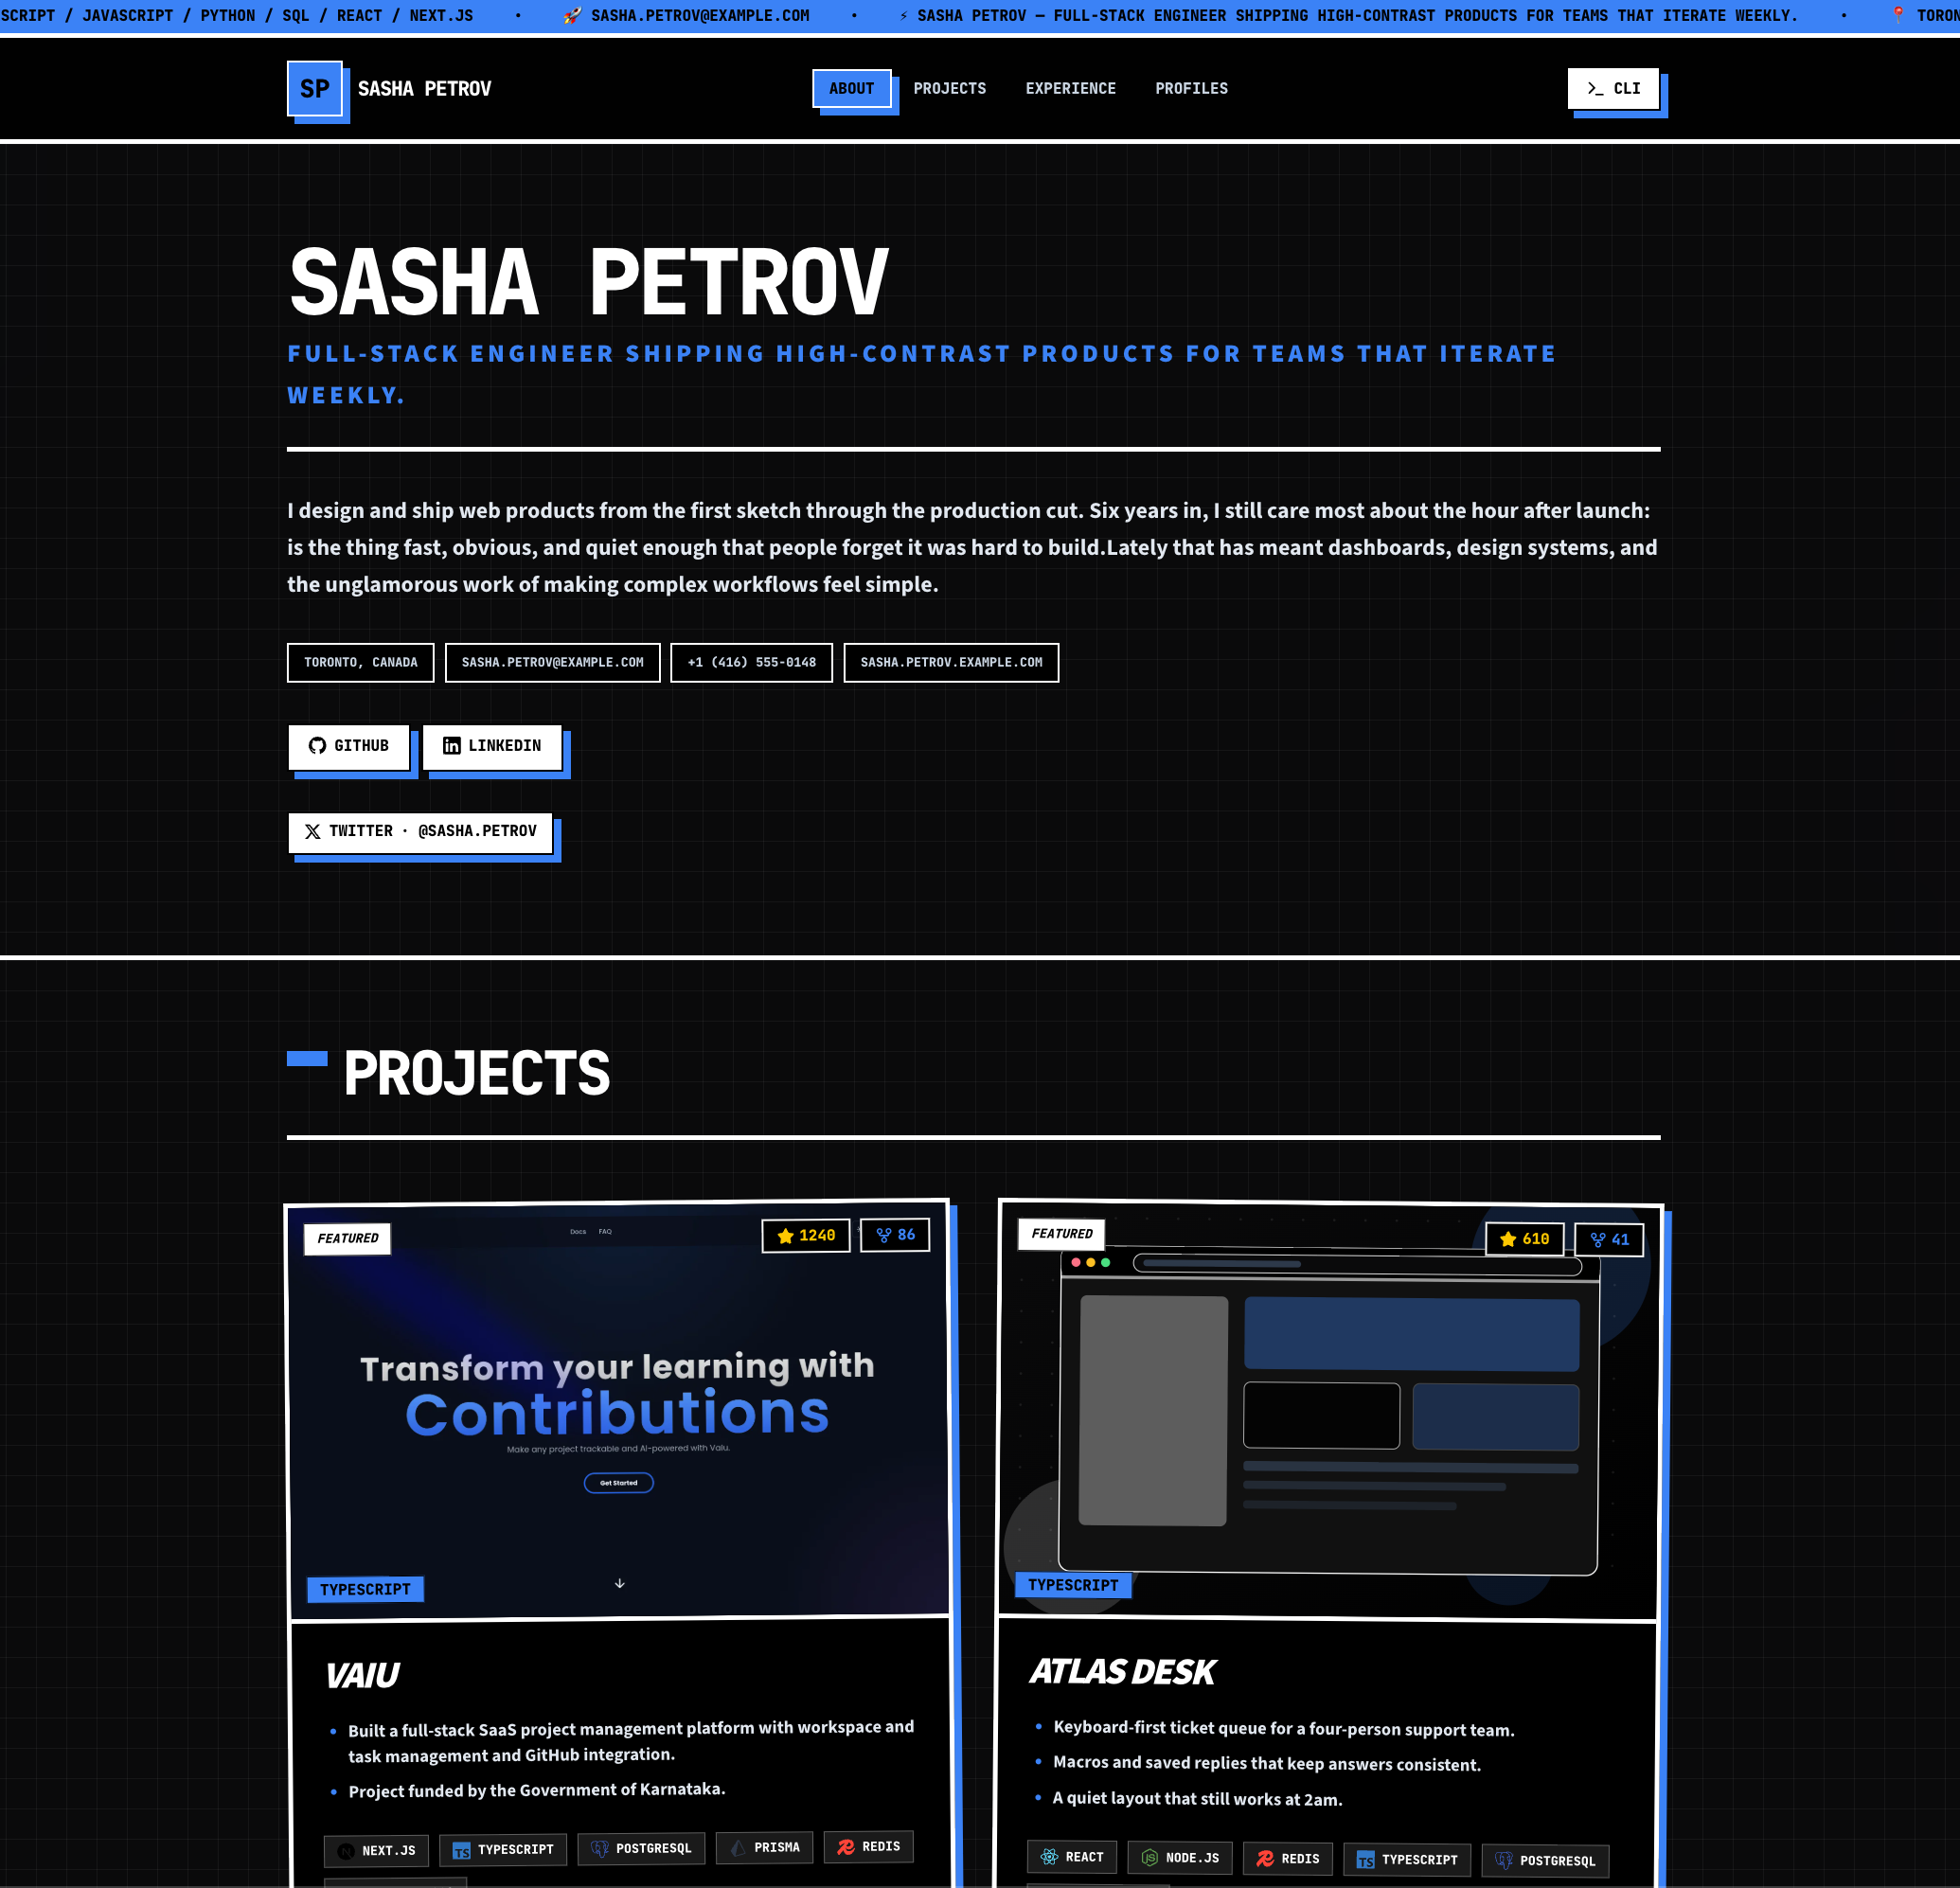 SCRIPT / JAVASCRIPT / PYTHON / SQL / REACT / NEXT.JS • 🚀 SASHA.PETROV@EXAMPLE.COM • ⚡ SASHA PETROV — FULL-STACK ENGINEER SHIPPING HIGH-CONTRAST PRODUCTS FOR TEAMS THAT ITERATE WEEKLY. • 📍 TORON
SP SASHA PETROV
ABOUT PROJECTS EXPERIENCE PROFILES
CLI
SASHA PETROV
FULL-STACK ENGINEER SHIPPING HIGH-CONTRAST PRODUCTS FOR TEAMS THAT ITERATE
WEEKLY.
I design and ship web products from the first sketch through the production cut. Six years in, I still care most about the hour after launch:
is the thing fast, obvious, and quiet enough that people forget it was hard to build.Lately that has meant dashboards, design systems, and
the unglamorous work of making complex workflows feel simple.
TORONTO, CANADA SASHA.PETROV@EXAMPLE.COM +1 (416) 555-0148 SASHA.PETROV.EXAMPLE.COM
GITHUB LINKEDIN
TWITTER · @SASHA.PETROV
PROJECTS
FEATURED
Docs FAQ
1240 86
Transform your learning with
Contributions
Make any project trackable and AI-powered with Vaiu.
Get Started
TYPESCRIPT
VAIU
• Built a full-stack SaaS project management platform with workspace and
task management and GitHub integration.
• Project funded by the Government of Karnataka.
NEXT.JS TYPESCRIPT POSTGRESQL PRISMA REDIS
FEATURED
610 41
TYPESCRIPT
ATLAS DESK
• Keyboard-first ticket queue for a four-person support team.
• Macros and saved replies that keep answers consistent.
• A quiet layout that still works at 2am.
REACT NODE.JS REDIS TYPESCRIPT POSTGRESQL